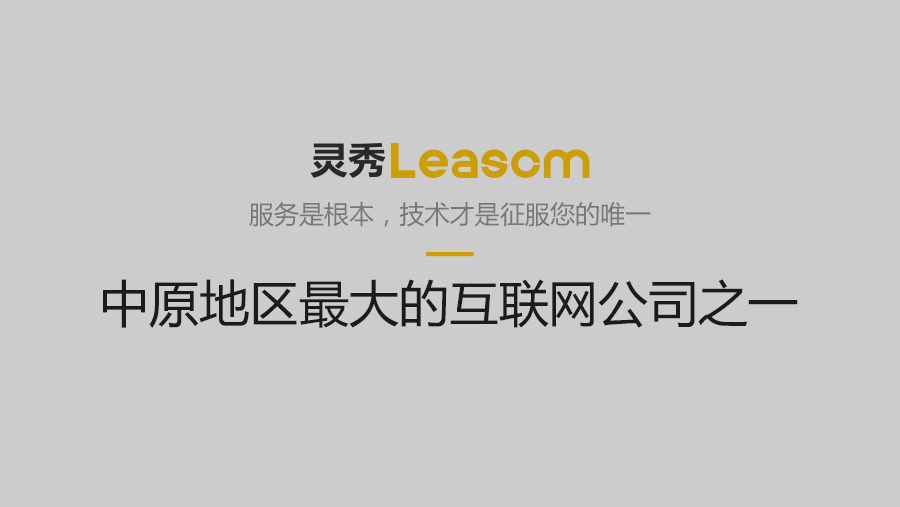 灵秀Leascm
服务是根本，技术才是征服您的唯一
中原地区最大的互联网公司之一